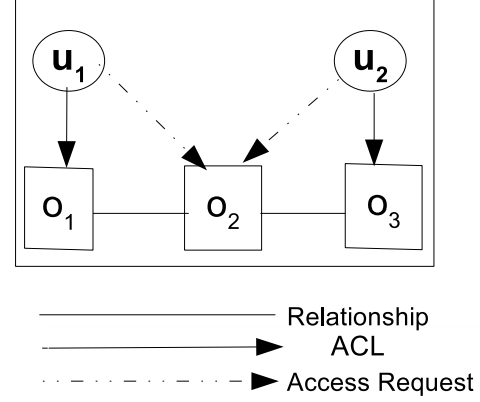 u1 u2
o1 o2 o3
Relationship
ACL
Access Request